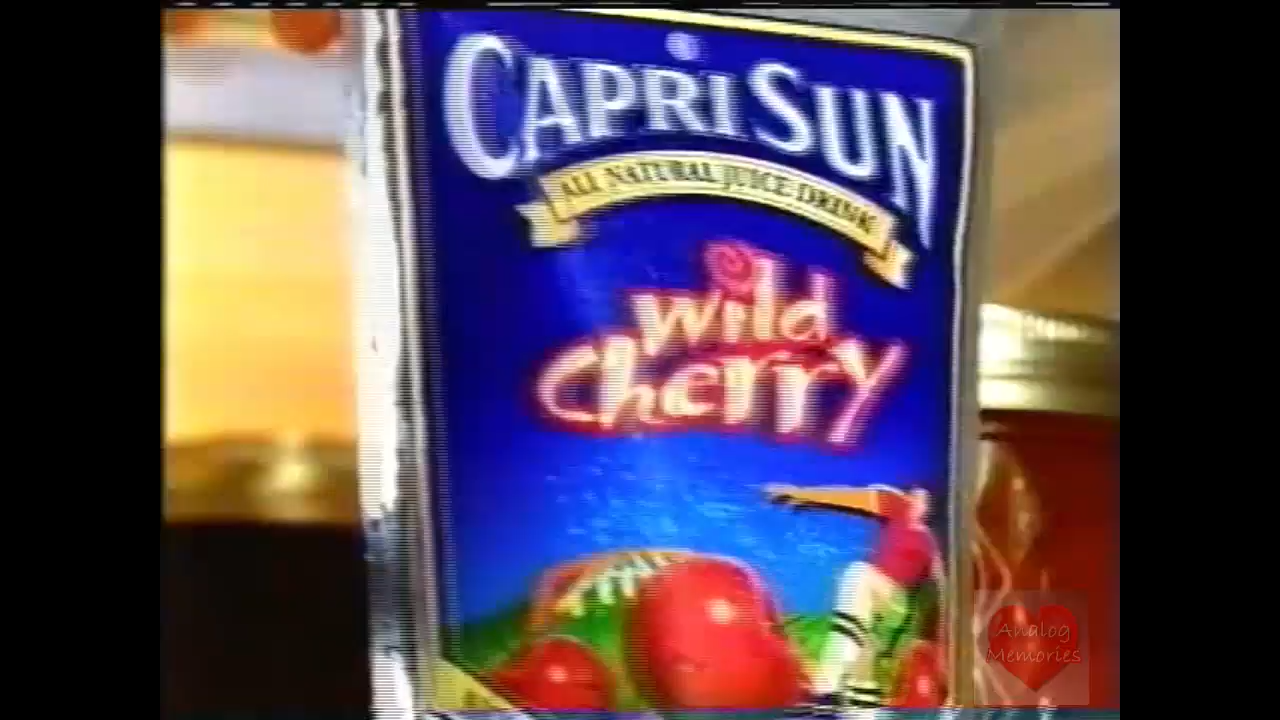 CAPRI SUN
ALL NATURAL JUICE DRINK
Wild
Cherry
Analog
Memories